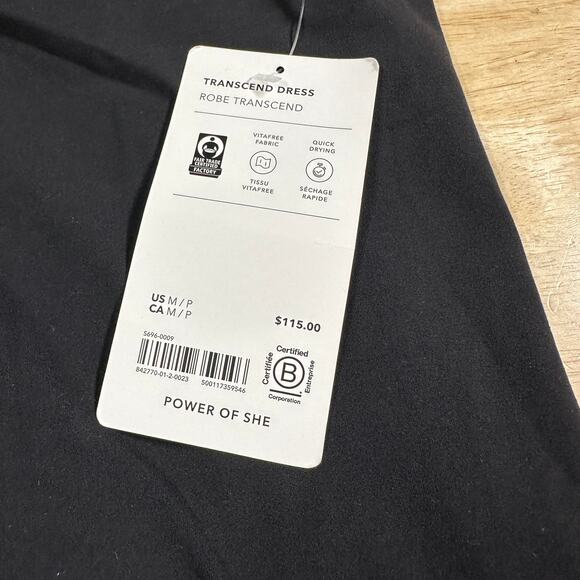 TRANSCEND DRESS
ROBE TRANSCEND
FAIR TRADE
CERTIFIED
FACTORY
VITAFREE
FABRIC
TISSU
VITAFREE
QUICK
DRYING
SÉCHAGE
RAPIDE
US M / P
CA M / P
$115.00
5696-0009
842770-01-2-0023 500117359546
Certified
Certifiée
B
Entreprise
Corporation
POWER OF SHE